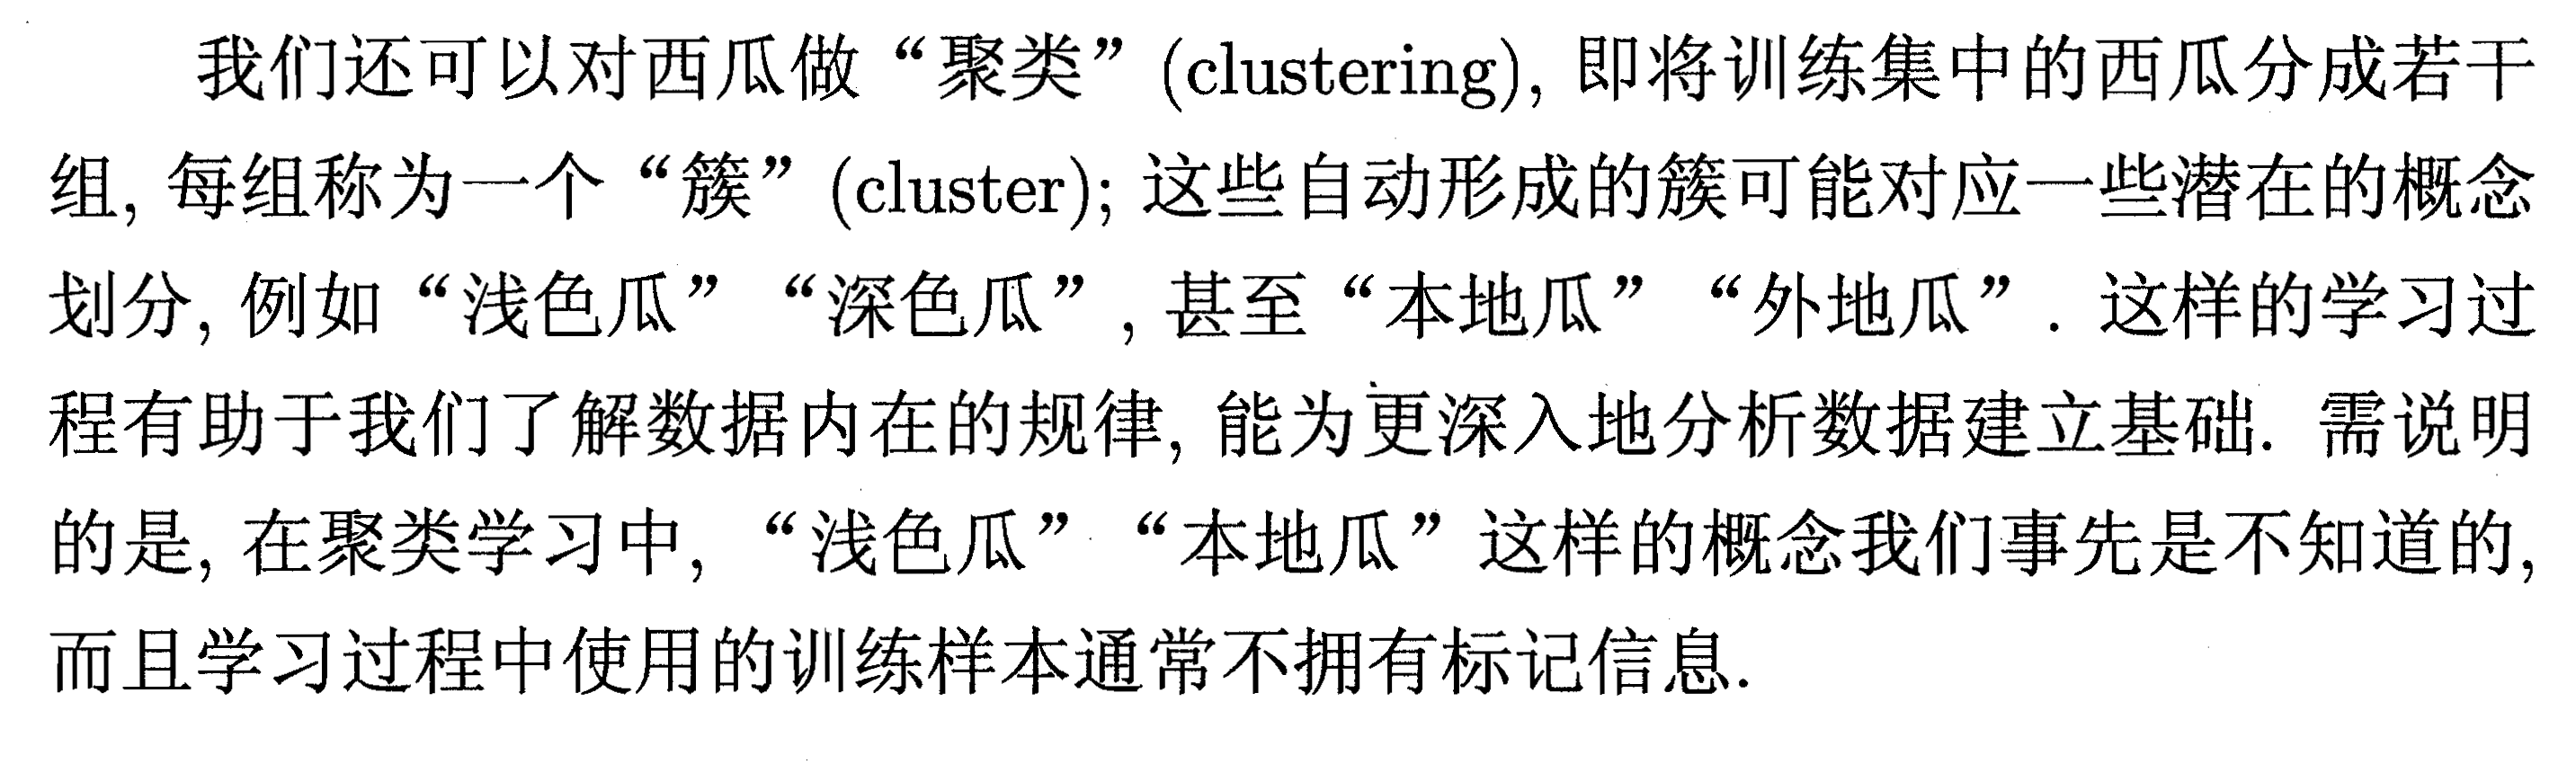 我们还可以对西瓜做“聚类”(clustering), 即将训练集中的西瓜分成若干
组, 每组称为一个“簇”(cluster); 这些自动形成的簇可能对应一些潜在的概念
划分, 例如“浅色瓜”“深色瓜”, 甚至“本地瓜”“外地瓜”. 这样的学习过
程有助于我们了解数据内在的规律, 能为更深入地分析数据建立基础. 需说明
的是, 在聚类学习中, “浅色瓜”“本地瓜”这样的概念我们事先是不知道的,
而且学习过程中使用的训练样本通常不拥有标记信息.